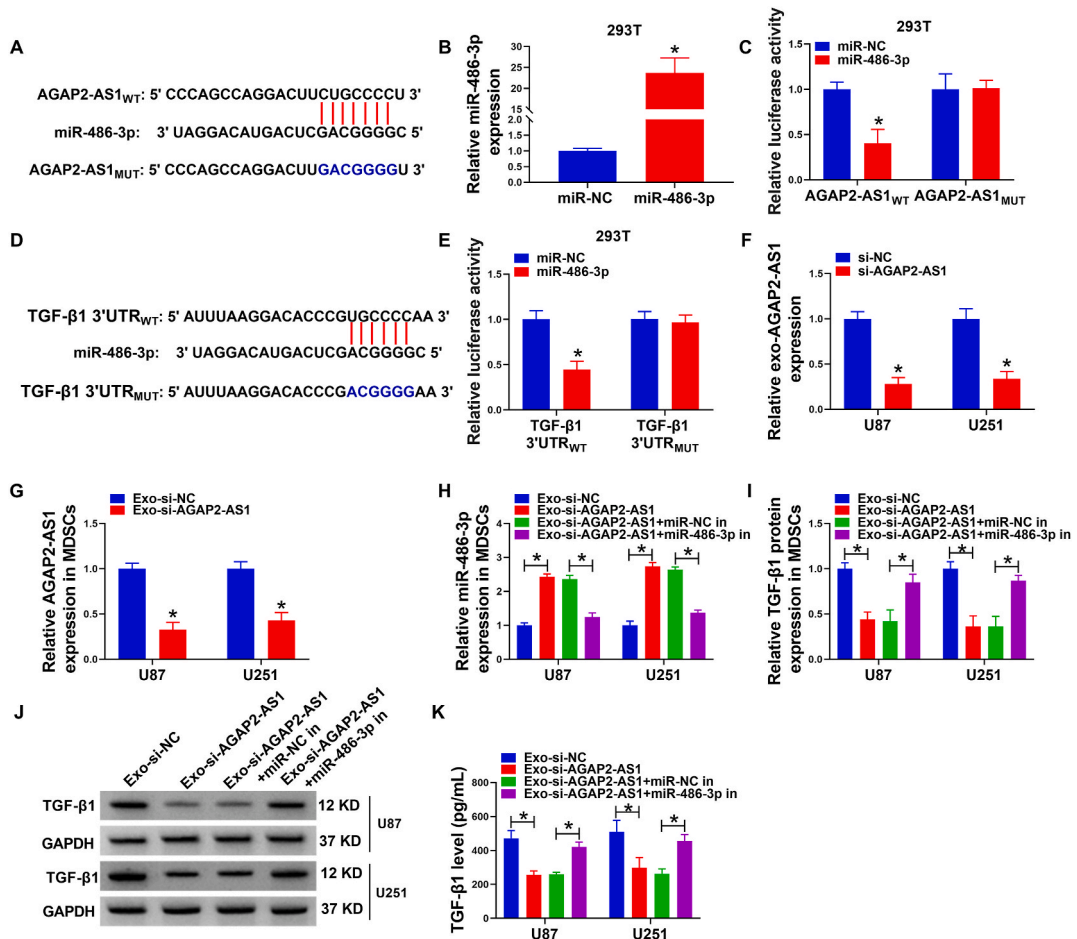 A
AGAP2-AS1WT: 5' CCCAGCCAGGACUUCUGCCCCU 3'
miR-486-3p: 3' UAGGACAUGACUCGACGGGGC 5'
AGAP2-AS1MUT: 5' CCCAGCCAGGACUUGACGGGGU 3'
B
293T
Relative miR-486-3p
expression
30
25
20
15
2.0
1.5
1.0
0.5
0.0
*
miR-NC
miR-486-3p
C
293T
miR-NC
miR-486-3p
Relative luciferase activity
1.5
1.0
0.5
0.0
*
AGAP2-AS1WT
AGAP2-AS1MUT
D
TGF-β1 3'UTRWT: 5' AUUUAAGGACACCCGUGCCCCAA 3'
miR-486-3p: 3' UAGGACAUGACUCGACGGGGC 5'
TGF-β1 3'UTRMUT: 5' AUUUAAGGACACCCGACGGGGAA 3'
E
293T
miR-NC
miR-486-3p
Relative luciferase activity
1.5
1.0
0.5
0.0
*
TGF-β1
3'UTRWT
TGF-β1
3'UTRMUT
F
si-NC
si-AGAP2-AS1
Relative exo-AGAP2-AS1
expression
1.5
1.0
0.5
0.0
*
*
U87
U251
G
Exo-si-NC
Exo-si-AGAP2-AS1
Relative AGAP2-AS1
expression in MDSCs
1.5
1.0
0.5
0.0
*
*
U87
U251
H
Exo-si-NC
Exo-si-AGAP2-AS1
Exo-si-AGAP2-AS1+miR-NC in
Exo-si-AGAP2-AS1+miR-486-3p in
Relative miR-486-3p
expression in MDSCs
4
3
2
1
0
*
*
*
*
U87
U251
I
Exo-si-NC
Exo-si-AGAP2-AS1
Exo-si-AGAP2-AS1+miR-NC in
Exo-si-AGAP2-AS1+miR-486-3p in
Relative TGF-β1 protein
expression in MDSCs
1.5
1.0
0.5
0.0
*
*
*
*
U87
U251
J
Exo-si-NC
Exo-si-AGAP2-AS1
Exo-si-AGAP2-AS1
+miR-NC in
Exo-si-AGAP2-AS1
+miR-486-3p in
TGF-β1
12 KD
GAPDH
37 KD
U87
TGF-β1
12 KD
GAPDH
37 KD
U251
K
Exo-si-NC
Exo-si-AGAP2-AS1
Exo-si-AGAP2-AS1+miR-NC in
Exo-si-AGAP2-AS1+miR-486-3p in
TGF-β1 level (pg/mL)
800
600
400
200
0
*
*
*
*
U87
U251